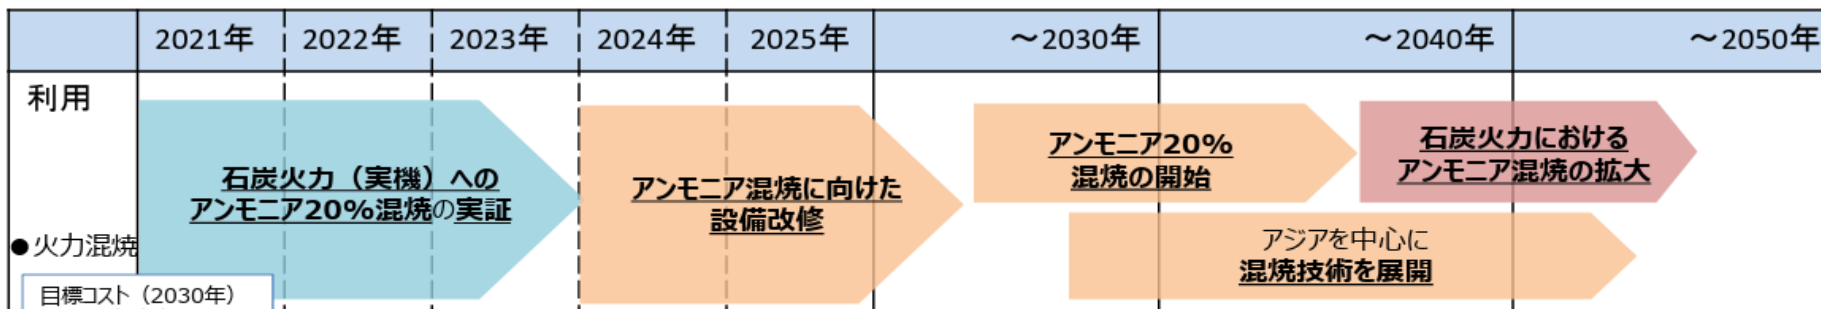 2021年 2022年 2023年 2024年 2025年 ～2030年 ～2040年 ～2050年
利用
●火力混焼
目標コスト（2030年）
石炭火力（実機）への
アンモニア20%混焼の実証
アンモニア混焼に向けた
設備改修
アンモニア20%
混焼の開始
石炭火力における
アンモニア混焼の拡大
アジアを中心に
混焼技術を展開